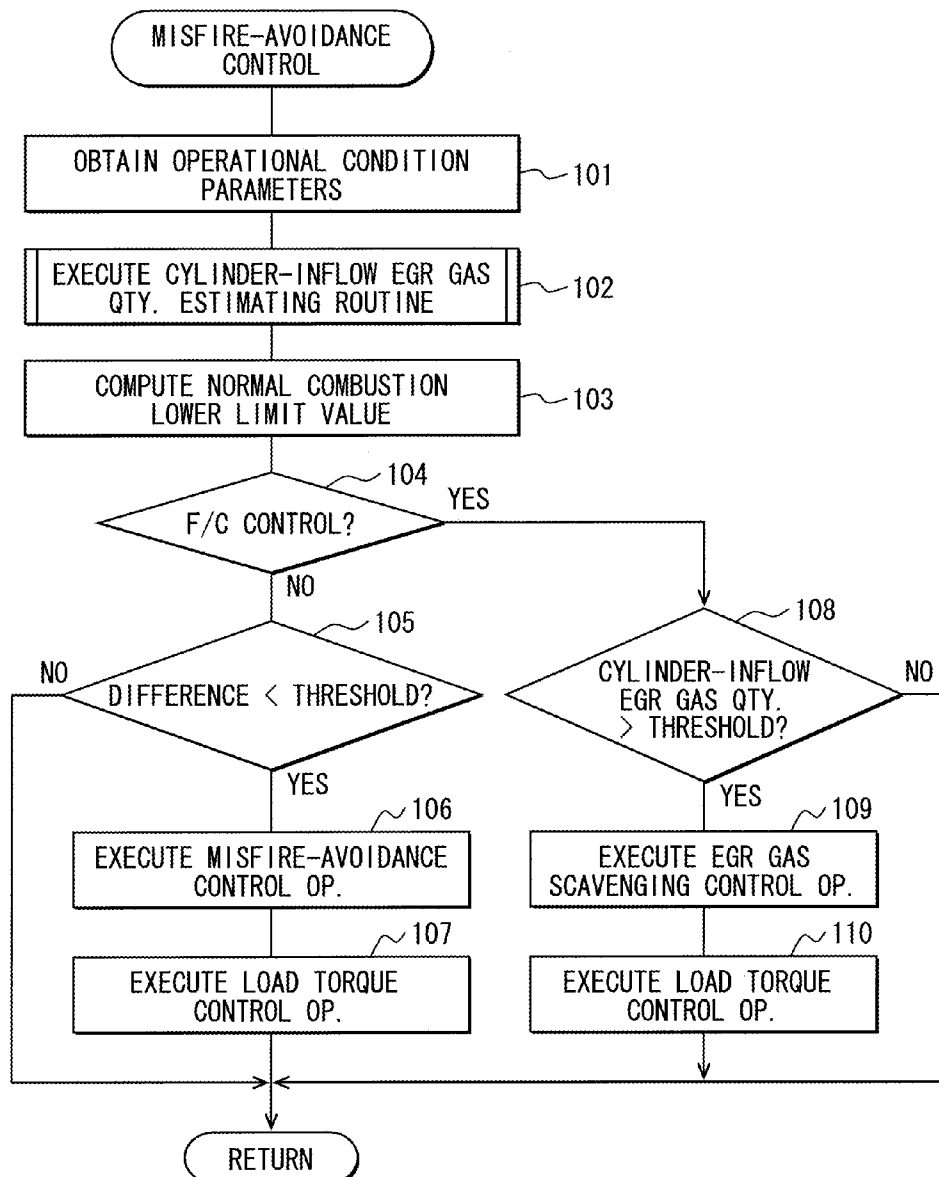 MISFIRE-AVOIDANCE
CONTROL
OBTAIN OPERATIONAL CONDITION
PARAMETERS
101
EXECUTE CYLINDER-INFLOW EGR GAS
QTY. ESTIMATING ROUTINE
102
COMPUTE NORMAL COMBUSTION
LOWER LIMIT VALUE
103
104
F/C CONTROL?
YES
NO
105
NO
DIFFERENCE < THRESHOLD?
YES
108
CYLINDER-INFLOW
EGR GAS QTY.
> THRESHOLD?
NO
YES
106
EXECUTE MISFIRE-AVOIDANCE
CONTROL OP.
109
EXECUTE EGR GAS
SCAVENGING CONTROL OP.
107
EXECUTE LOAD TORQUE
CONTROL OP.
110
EXECUTE LOAD TORQUE
CONTROL OP.
RETURN